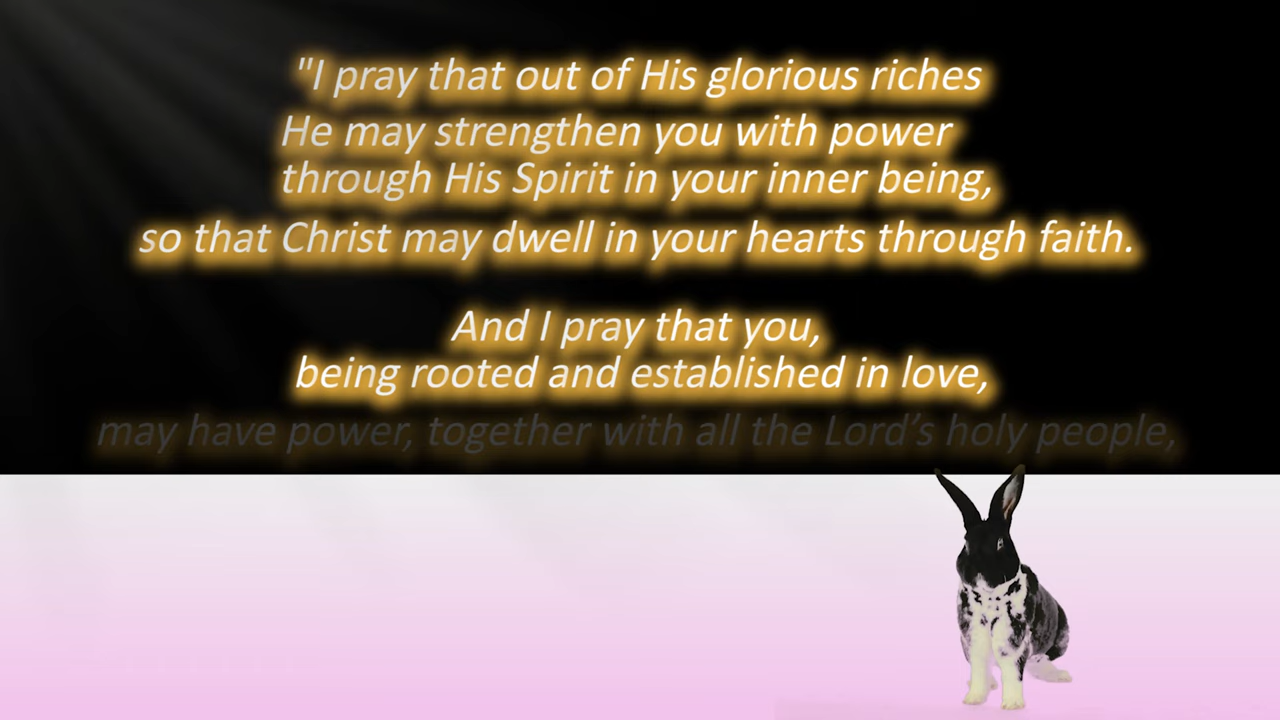 "I pray that out of His glorious riches
He may strengthen you with power
through His Spirit in your inner being,
so that Christ may dwell in your hearts through faith.
And I pray that you,
being rooted and established in love,
may have power, together with all the Lord’s holy people,